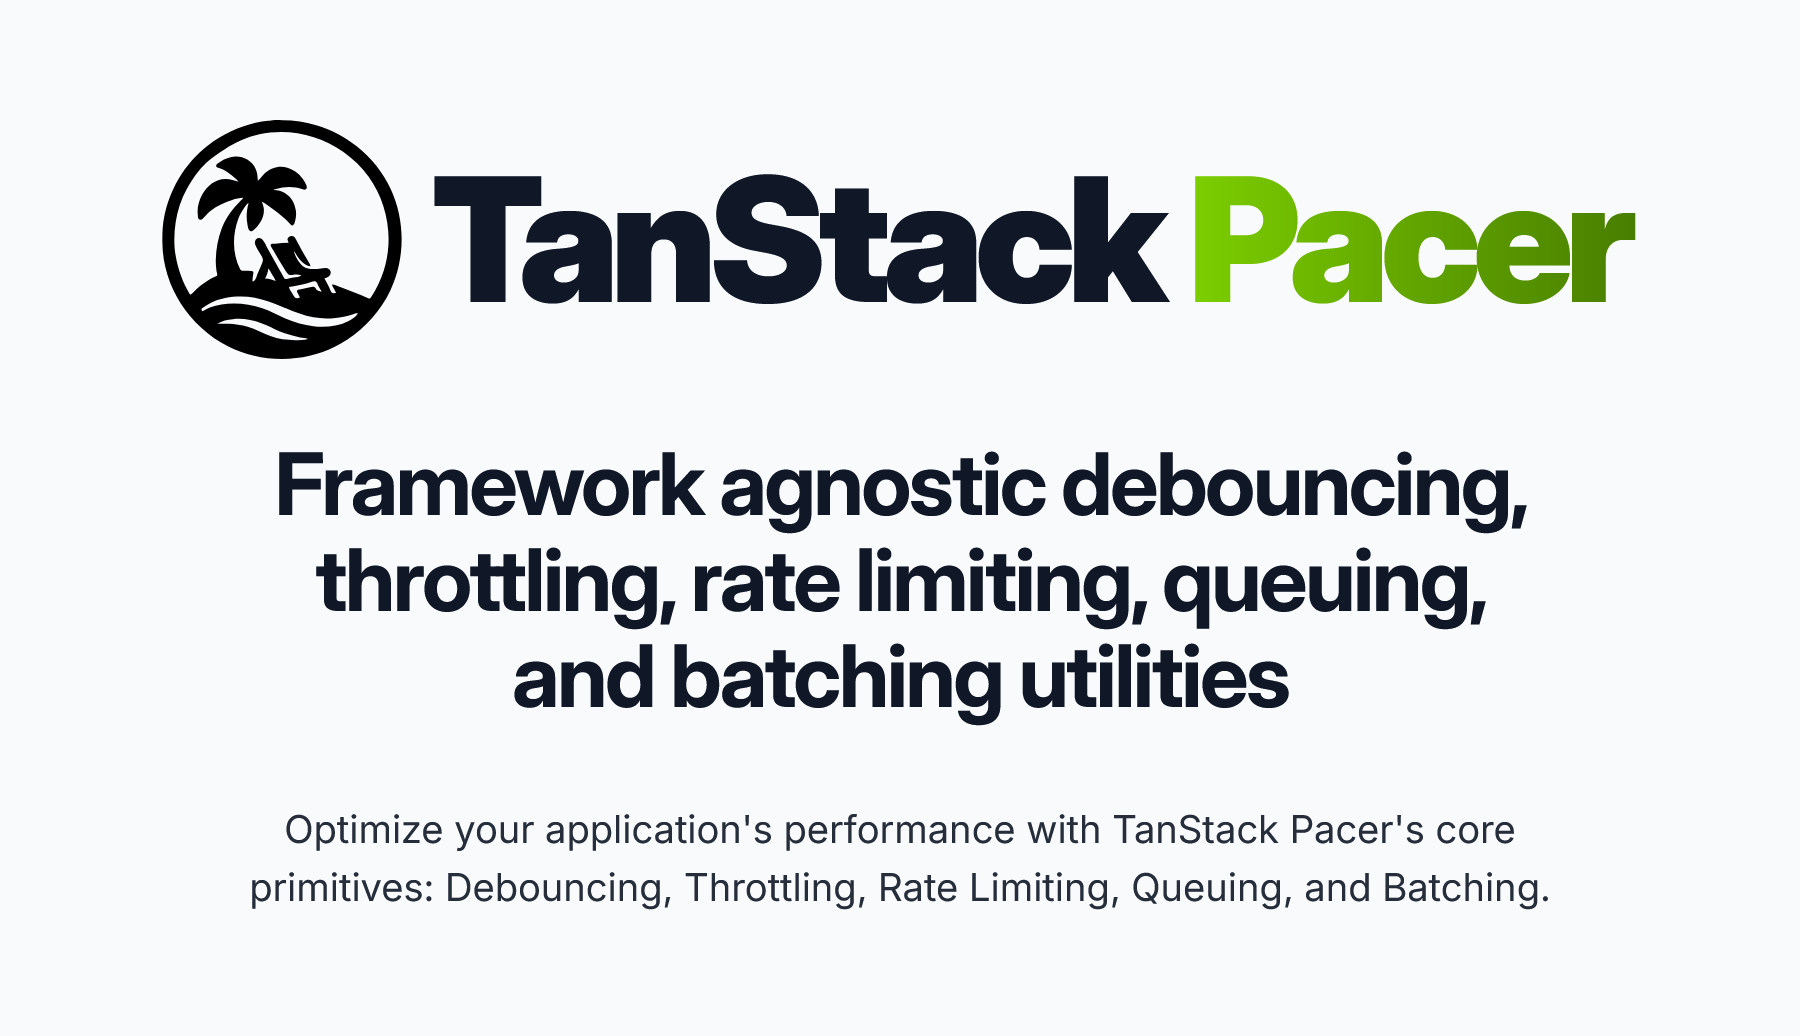 TanStack Pacer
Framework agnostic debouncing,
throttling, rate limiting, queuing,
and batching utilities
Optimize your application's performance with TanStack Pacer's core
primitives: Debouncing, Throttling, Rate Limiting, Queuing, and Batching.